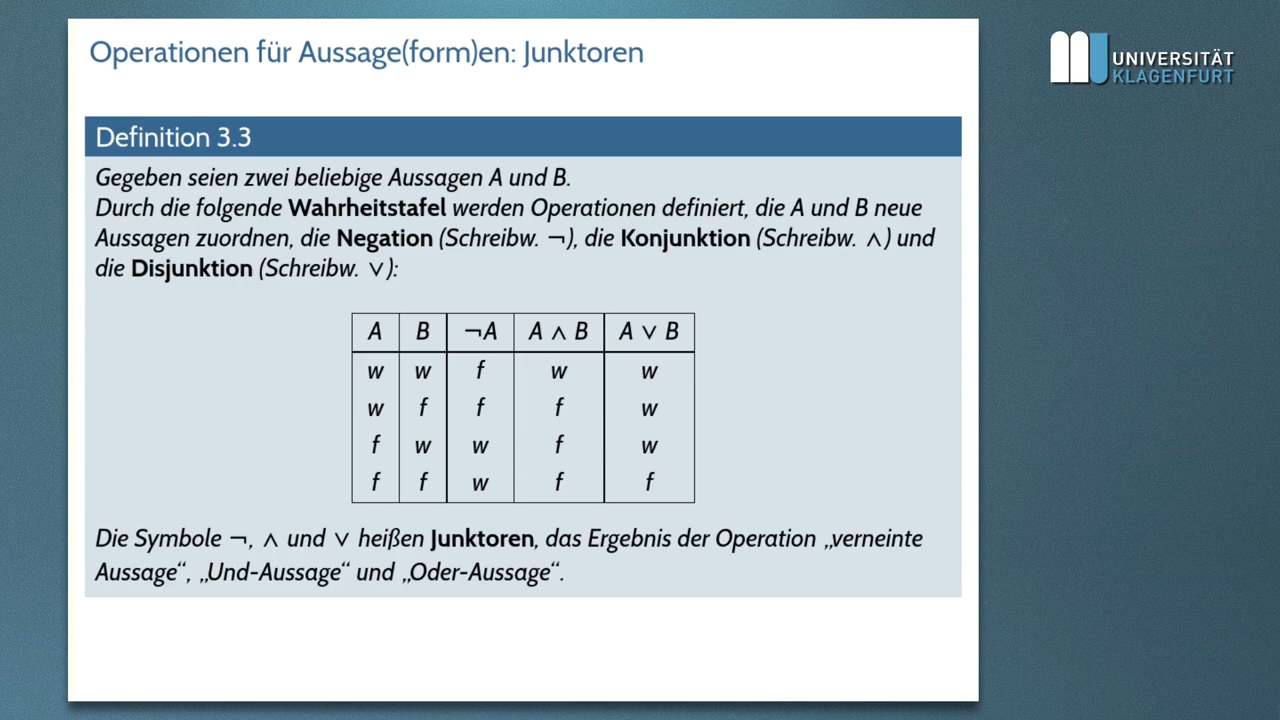 Operationen für Aussage(form)en: Junktoren
UNIVERSITÄT
KLAGENFURT
Definition 3.3
Gegeben seien zwei beliebige Aussagen A und B.
Durch die folgende Wahrheitstafel werden Operationen definiert, die A und B neue
Aussagen zuordnen, die Negation (Schreibw. ¬), die Konjunktion (Schreibw. ∧) und
die Disjunktion (Schreibw. ∨):
A B ¬A A ∧ B A ∨ B
w w f w w
w f f f w
f w w f w
f f w f f
Die Symbole ¬, ∧ und ∨ heißen Junktoren, das Ergebnis der Operation „verneinte
Aussage“, „Und-Aussage“ und „Oder-Aussage“.